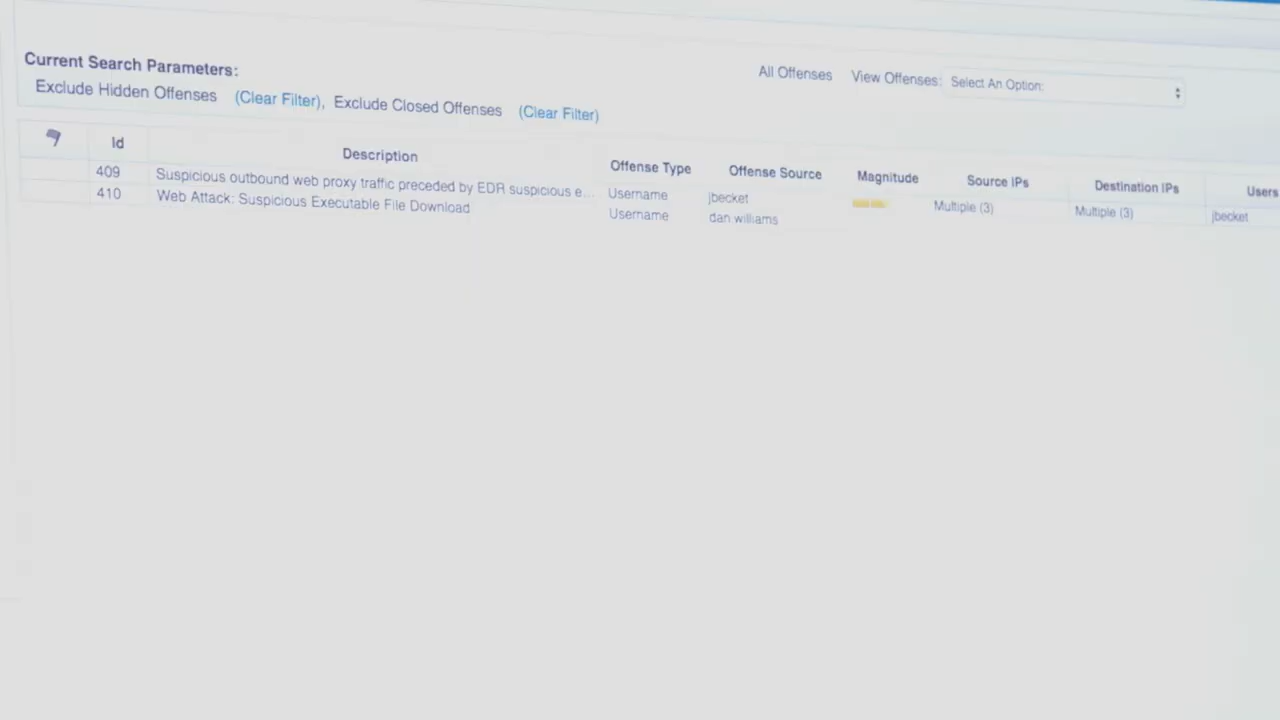 Current Search Parameters:
Exclude Hidden Offenses (Clear Filter), Exclude Closed Offenses (Clear Filter)
All Offenses View Offenses: Select An Option:
Id Description Offense Type Offense Source Magnitude Source IPs Destination IPs Users
409 Suspicious outbound web proxy traffic preceded by EDR suspicious e... Username jbecket Multiple (3) Multiple (3) jbecket
410 Web Attack: Suspicious Executable File Download Username dan williams